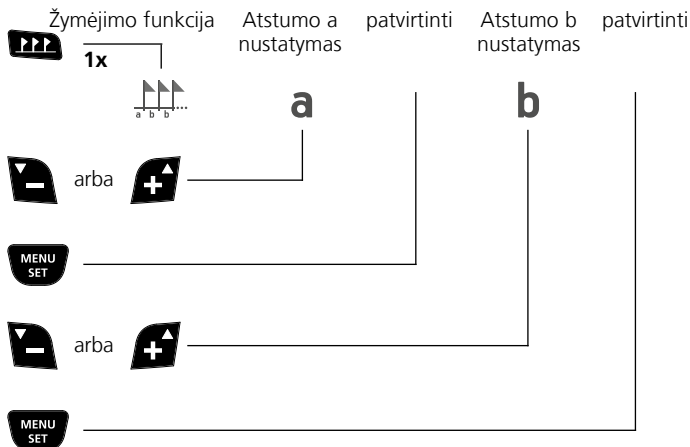 Žymėjimo funkcija
Atstumo a
nustatymas
patvirtinti
Atstumo b
nustatymas
patvirtinti
1x
a b b ...
a
b
− arba +
MENU
SET
− arba +
MENU
SET